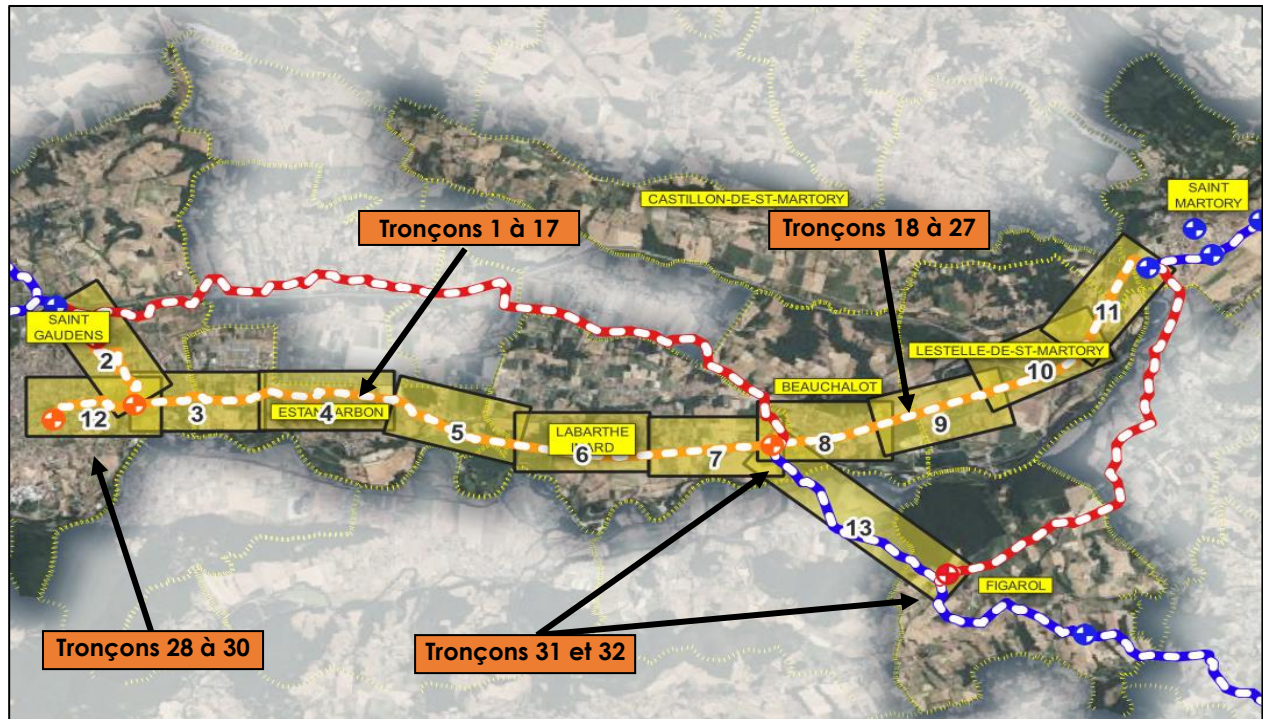 CASTILLON-DE-ST-MARTORY
SAINT
MARTORY
Tronçons 1 à 17
Tronçons 18 à 27
SAINT
GAUDENS
2
12
3
4
5
6
7
8
9
10
11
13
LESTELLE-DE-ST-MARTORY
BEAUCHALOT
LABARTHE
FIGAROL
Tronçons 28 à 30
Tronçons 31 et 32